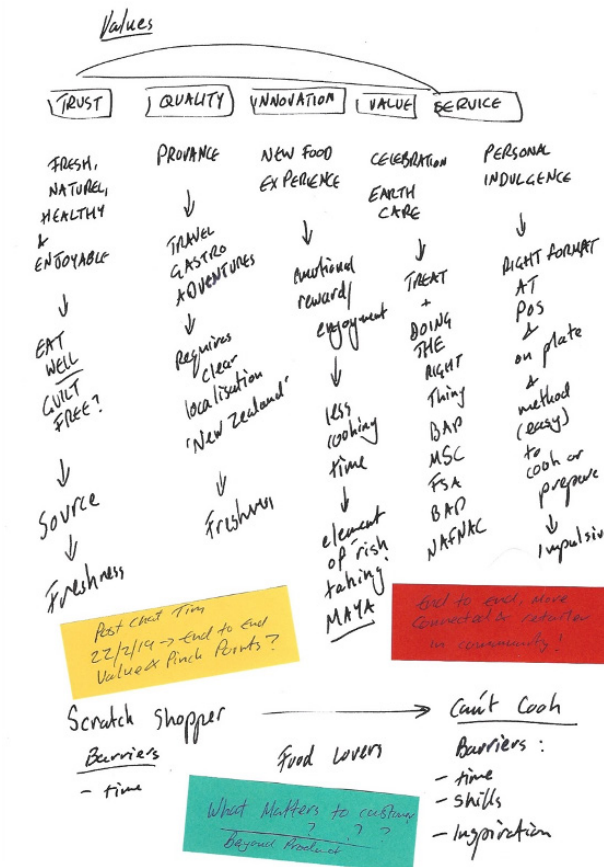 Values
TRUST
QUALITY
INNOVATION
VALUE
SERVICE
FRESH,
NATUREL,
HEALTHY
&
ENJOYABLE
↓
EAT
WELL
GUILT
FREE?
↓
Source
↓
Freshness
PROVANCE
↓
TRAVEL
GASTRO
ADVENTURES
↓
Requires
clear
localisation
'New Zealand'
↓
Freshness
NEW FOOD
EXPERIENCE
↓
emotional
reward/
enjoyment
↓
less
cooking
time
↓
element
of risk
taking
MAYA
CELEBRATION
EARTH
CARE
↓
TREAT
+
DOING
THE
RIGHT
Thing
BAP
MSC
FSA
BAP
NAFNAC
PERSONAL
INDULGENCE
↓
RIGHT FORMAT
AT
POS
&
on plate
&
method
(easy)
to
cook or
prepare
↓
Impulsive
Post Chat Tim
22/2/19 → End to End
Value & Pinch Points?
End to end, more
Connected & retailer
in community!
Scratch Shopper → Can't Cook
Barriers
- time
Food Lovers
Barriers :
- time
- skills
- Inspiration
What Matters to customer
? ? ?
Beyond Product